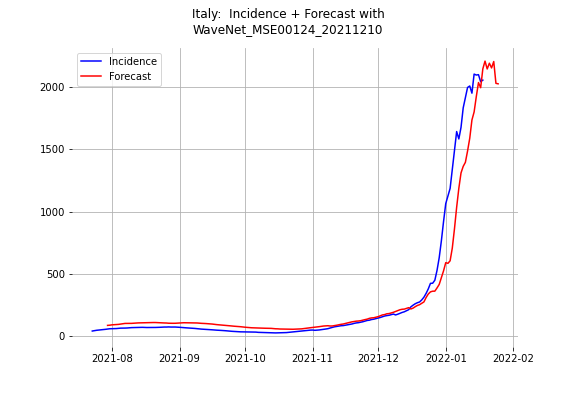 Italy:  Incidence + Forecast with
WaveNet_MSE00124_20211210
Incidence
Forecast
2000
1500
1000
500
0
2021-08 2021-09 2021-10 2021-11 2021-12 2022-01 2022-02